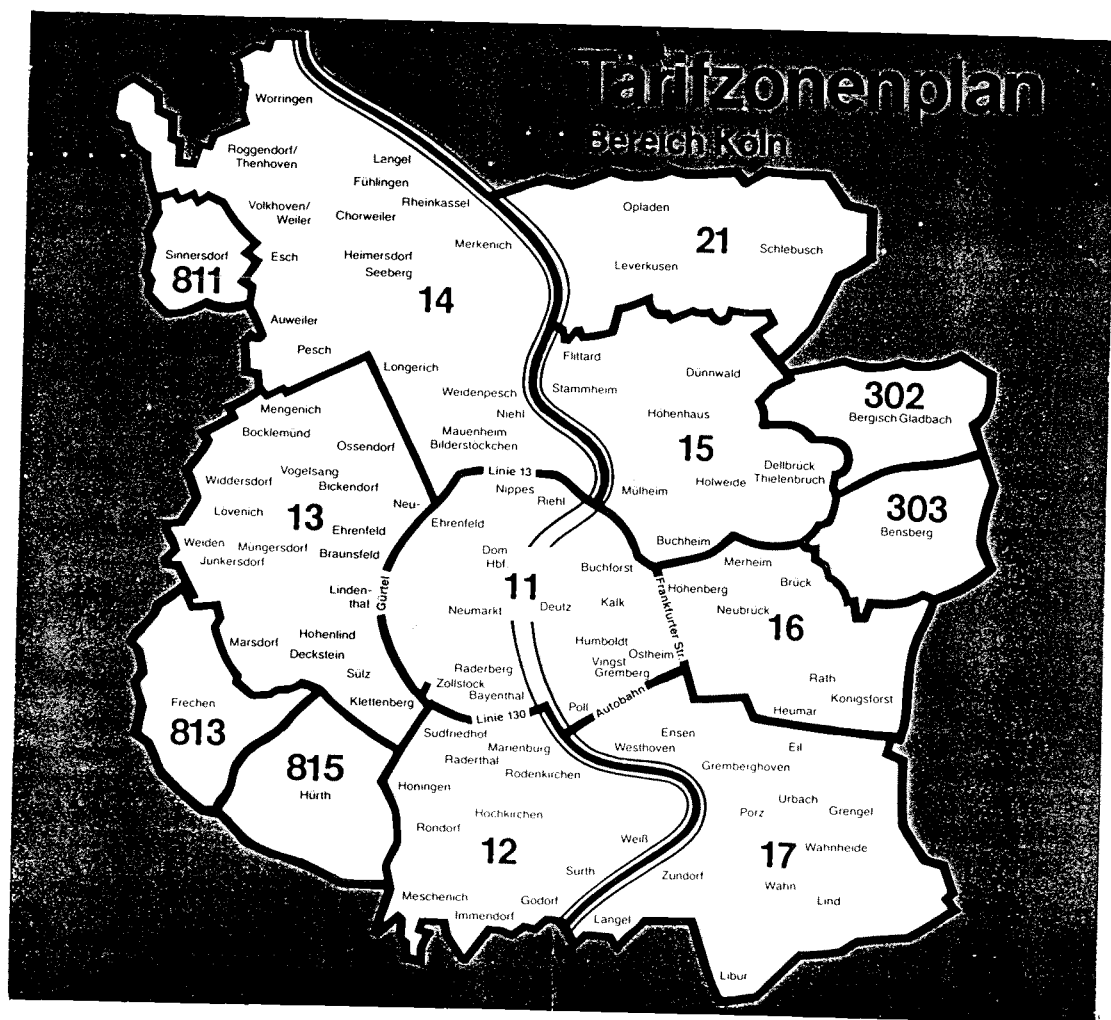 Tarifzonenplan
Bereich Köln
Worringen
Roggendorf/
Thenhoven
Langel
Fühlingen
Rheinkassel
Volkhoven/
Weiler
Chorweiler
Merkenich
Esch
Heimersdorf
Seeberg
14
Auweiler
Pesch
Longerich
Weidenpesch
Niehl
Mauenheim
Bilderstöckchen
Sinnersdorf
811
Opladen
21
Schlebusch
Leverkusen
Flittard
Dünnwald
Stammheim
Höhenhaus
15
Dellbrück
Thielenbruch
Holweide
Mülheim
Buchheim
302
Bergisch Gladbach
303
Bensberg
Mengenich
Bocklemünd
Ossendorf
Vogelsang
Bickendorf
Widdersdorf
Neu-
Lövenich
13
Ehrenfeld
Weiden
Müngersdorf
Braunsfeld
Junkersdorf
Linden-
thal
Gürtel
Marsdorf
Hohenlind
Deckstein
Sülz
Klettenberg
Linie 13
Nippes
Riehl
Ehrenfeld
Dom
Hbf.
Buchforst
11
Neumarkt
Deutz
Kalk
Humboldt
Ostheim
Vingst
Gremberg
Raderberg
Zollstock
Bayenthal
Poll
Linie 130
Autobahn
Frankfurter Str.
Merheim
Höhenberg
Brück
Neubrück
16
Rath
Königsforst
Heumar
Frechen
813
815
Hürth
Südfriedhof
Marienburg
Raderthal
Rodenkirchen
Höningen
Hochkirchen
Rondorf
12
Weiß
Sürth
Meschenich
Godorf
Immendorf
Ensen
Westhoven
Eil
Gremberghoven
Urbach
Porz
Grengel
17
Wahnheide
Zündorf
Wahn
Lind
Langel
Libur